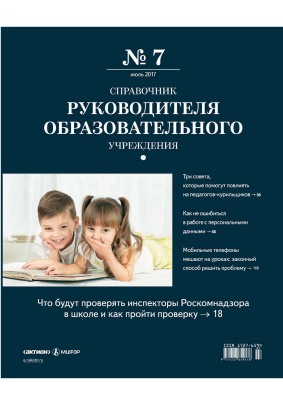 № 7
июль 2017
СПРАВОЧНИК
РУКОВОДИТЕЛЯ
ОБРАЗОВАТЕЛЬНОГО
УЧРЕЖДЕНИЯ
Три совета,
которые помогут повлиять
на педагогов-курильщиков →
Как не ошибиться
в работе с персональными
данными →
Мобильные телефоны
мешают на уроках: законный
способ решить проблему →
Что будут проверять инспекторы Роскомнадзора
в школе и как пройти проверку → 18
АКТИОН МЦФЭР